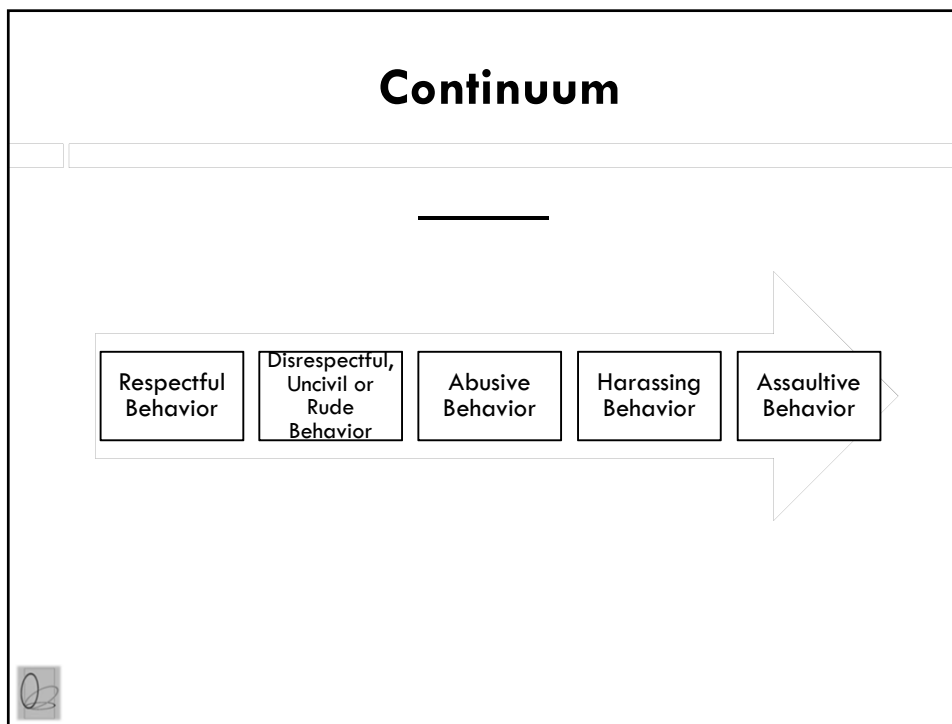 Continuum
Respectful
Behavior
Disrespectful,
Uncivil or
Rude
Behavior
Abusive
Behavior
Harassing
Behavior
Assaultive
Behavior